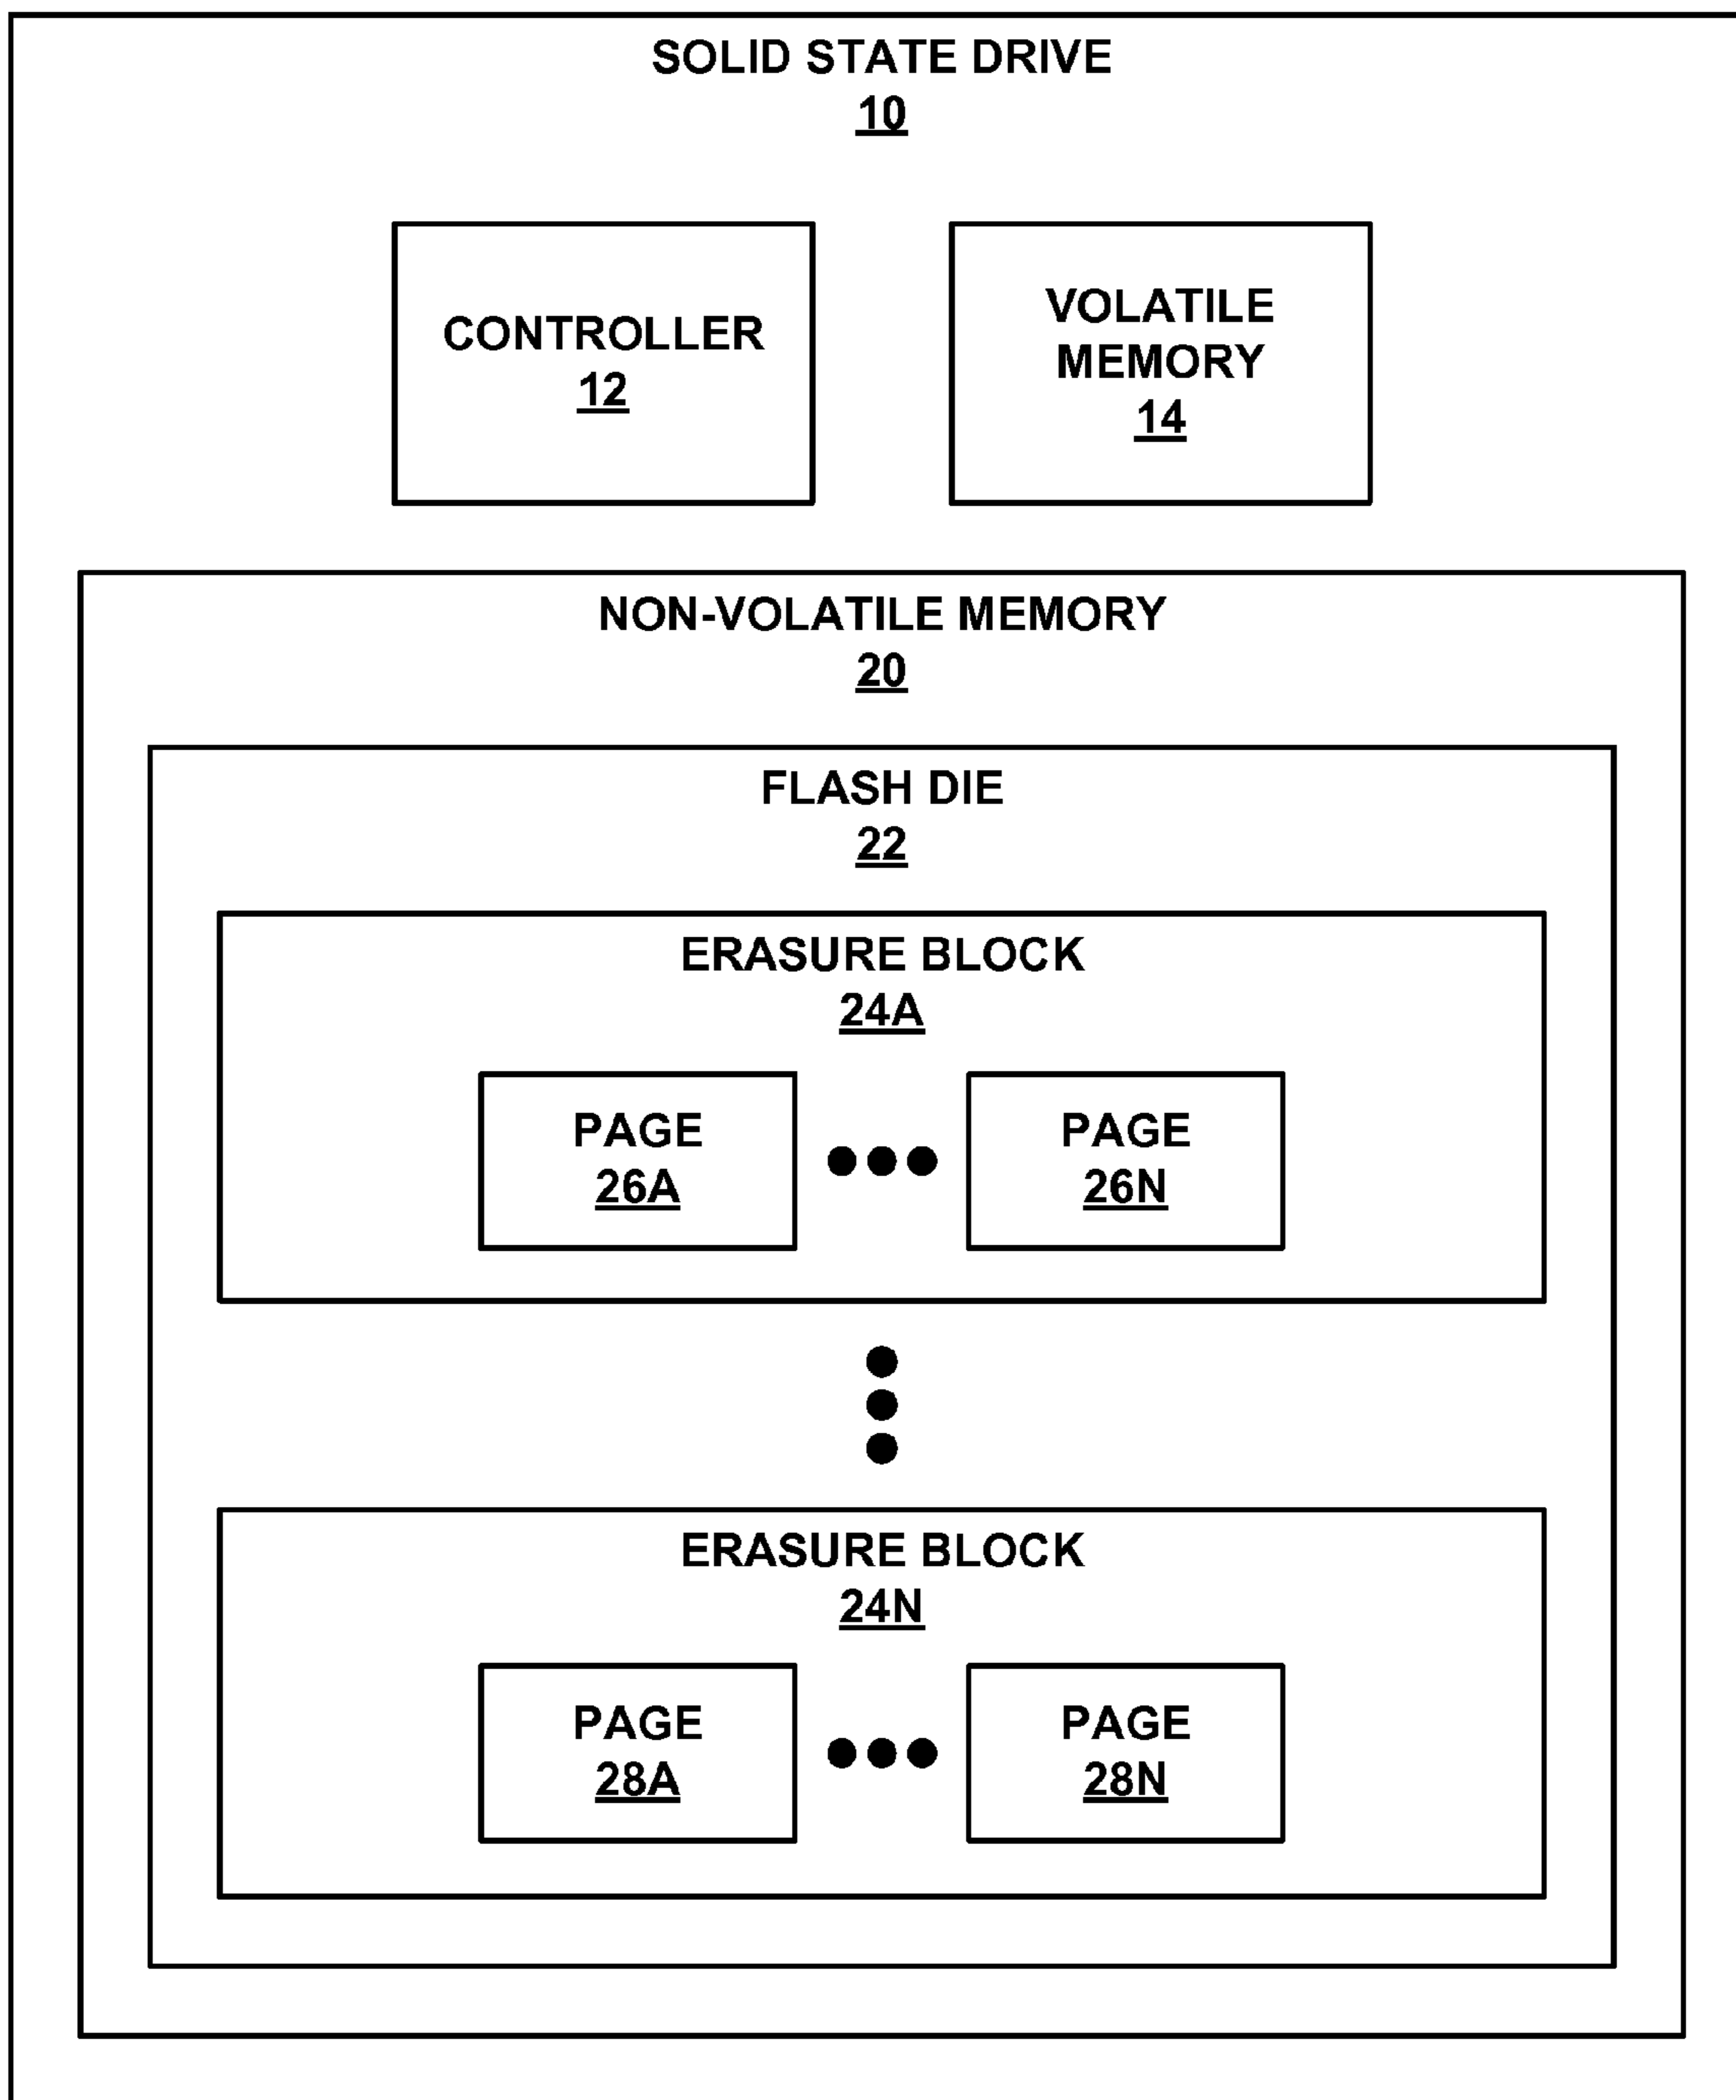 SOLID STATE DRIVE
10
CONTROLLER
12
VOLATILE
MEMORY
14
NON-VOLATILE MEMORY
20
FLASH DIE
22
ERASURE BLOCK
24A
PAGE
26A
PAGE
26N
ERASURE BLOCK
24N
PAGE
28A
PAGE
28N